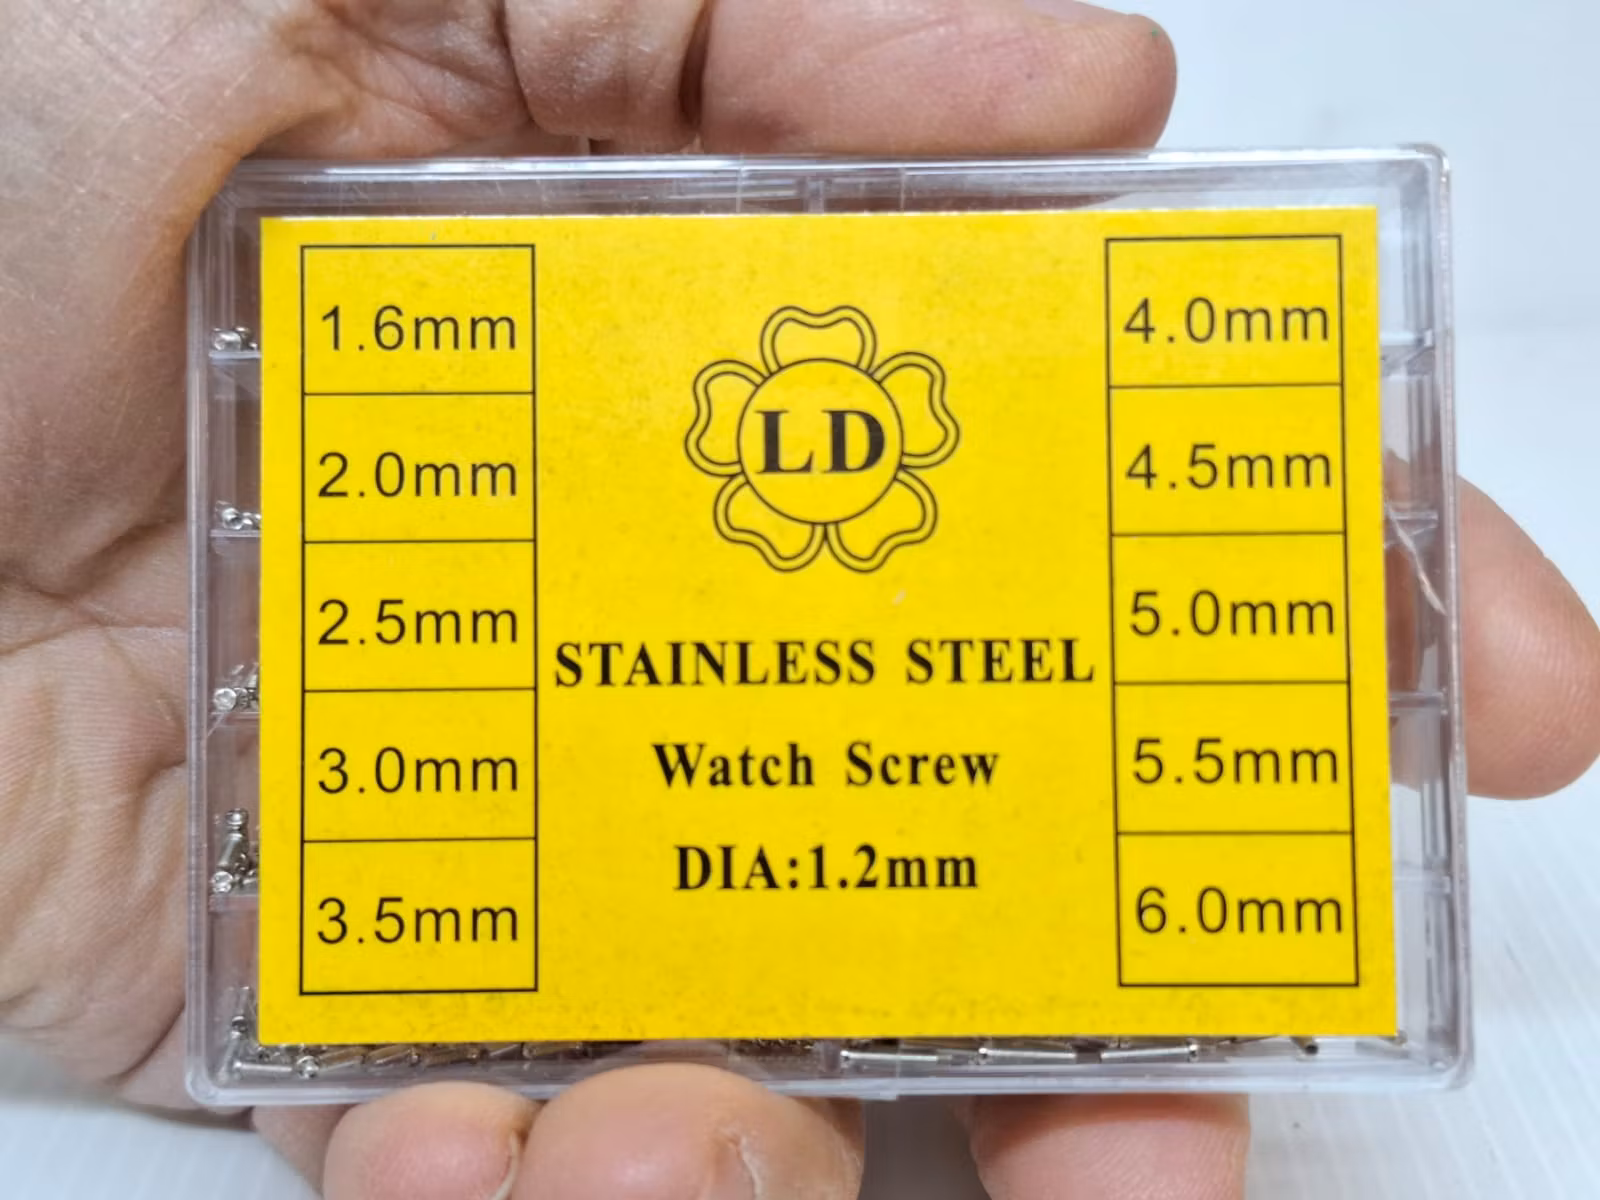 1.6mm
2.0mm
2.5mm
3.0mm
3.5mm
LD
STAINLESS STEEL
Watch Screw
DIA:1.2mm
4.0mm
4.5mm
5.0mm
5.5mm
6.0mm